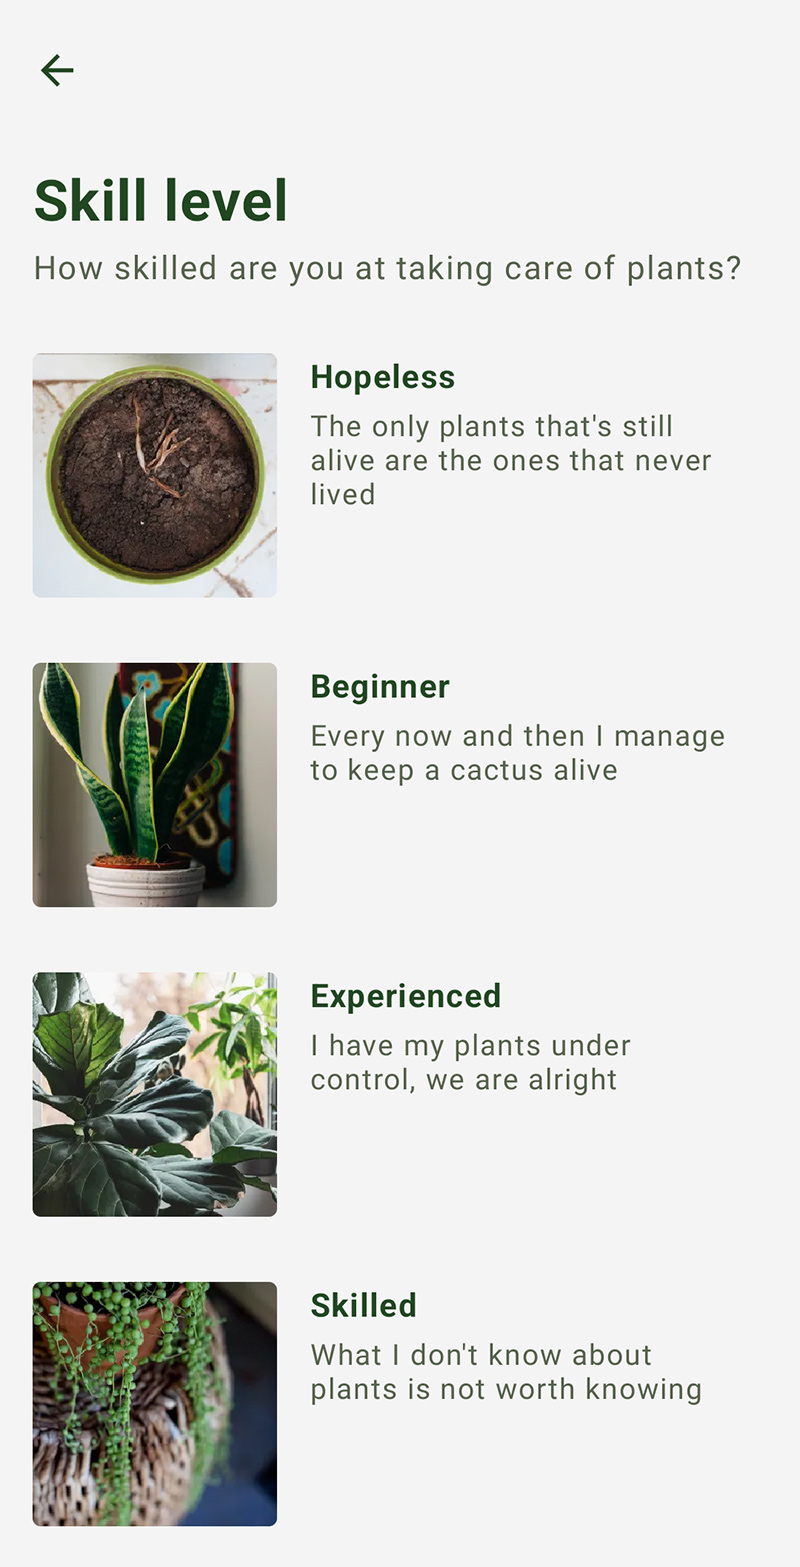 Skill level
How skilled are you at taking care of plants?
Hopeless
The only plants that's still
alive are the ones that never
lived
Beginner
Every now and then I manage
to keep a cactus alive
Experienced
I have my plants under
control, we are alright
Skilled
What I don't know about
plants is not worth knowing